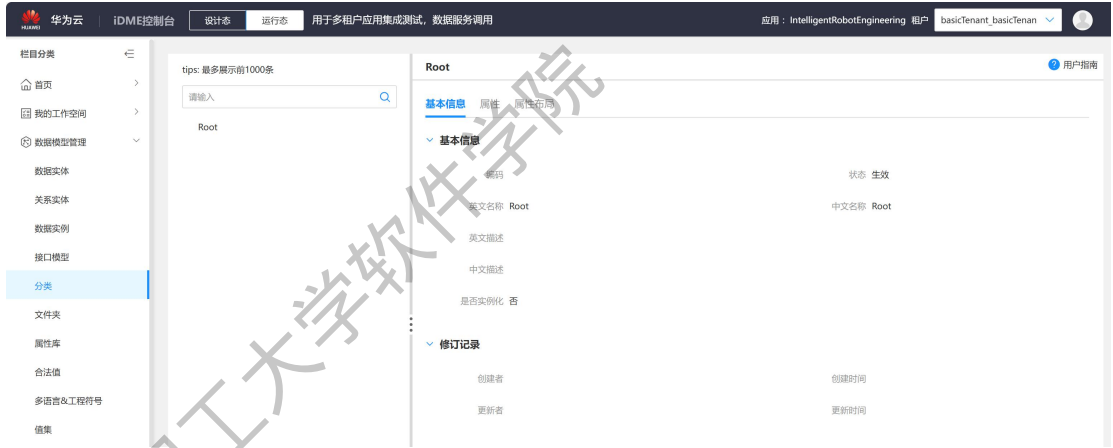 HUAWEI 华为云 iDME控制台 设计态 运行态 用于多租户应用集成测试，数据服务调用 应用： IntelligentRobotEngineering 租户 basicTenant_basicTenan
栏目分类
首页
我的工作空间
数据模型管理
数据实体
关系实体
数据实例
接口模型
分类
文件夹
属性库
合法值
多语言&工程符号
值集
tips: 最多展示前1000条
请输入
Root
Root
用户指南
基本信息 属性 属性布局
基本信息
编码 状态 生效
英文名称 Root 中文名称 Root
英文描述
中文描述
是否实例化 否
修订记录
创建者 创建时间
更新者 更新时间
工大学软件学院